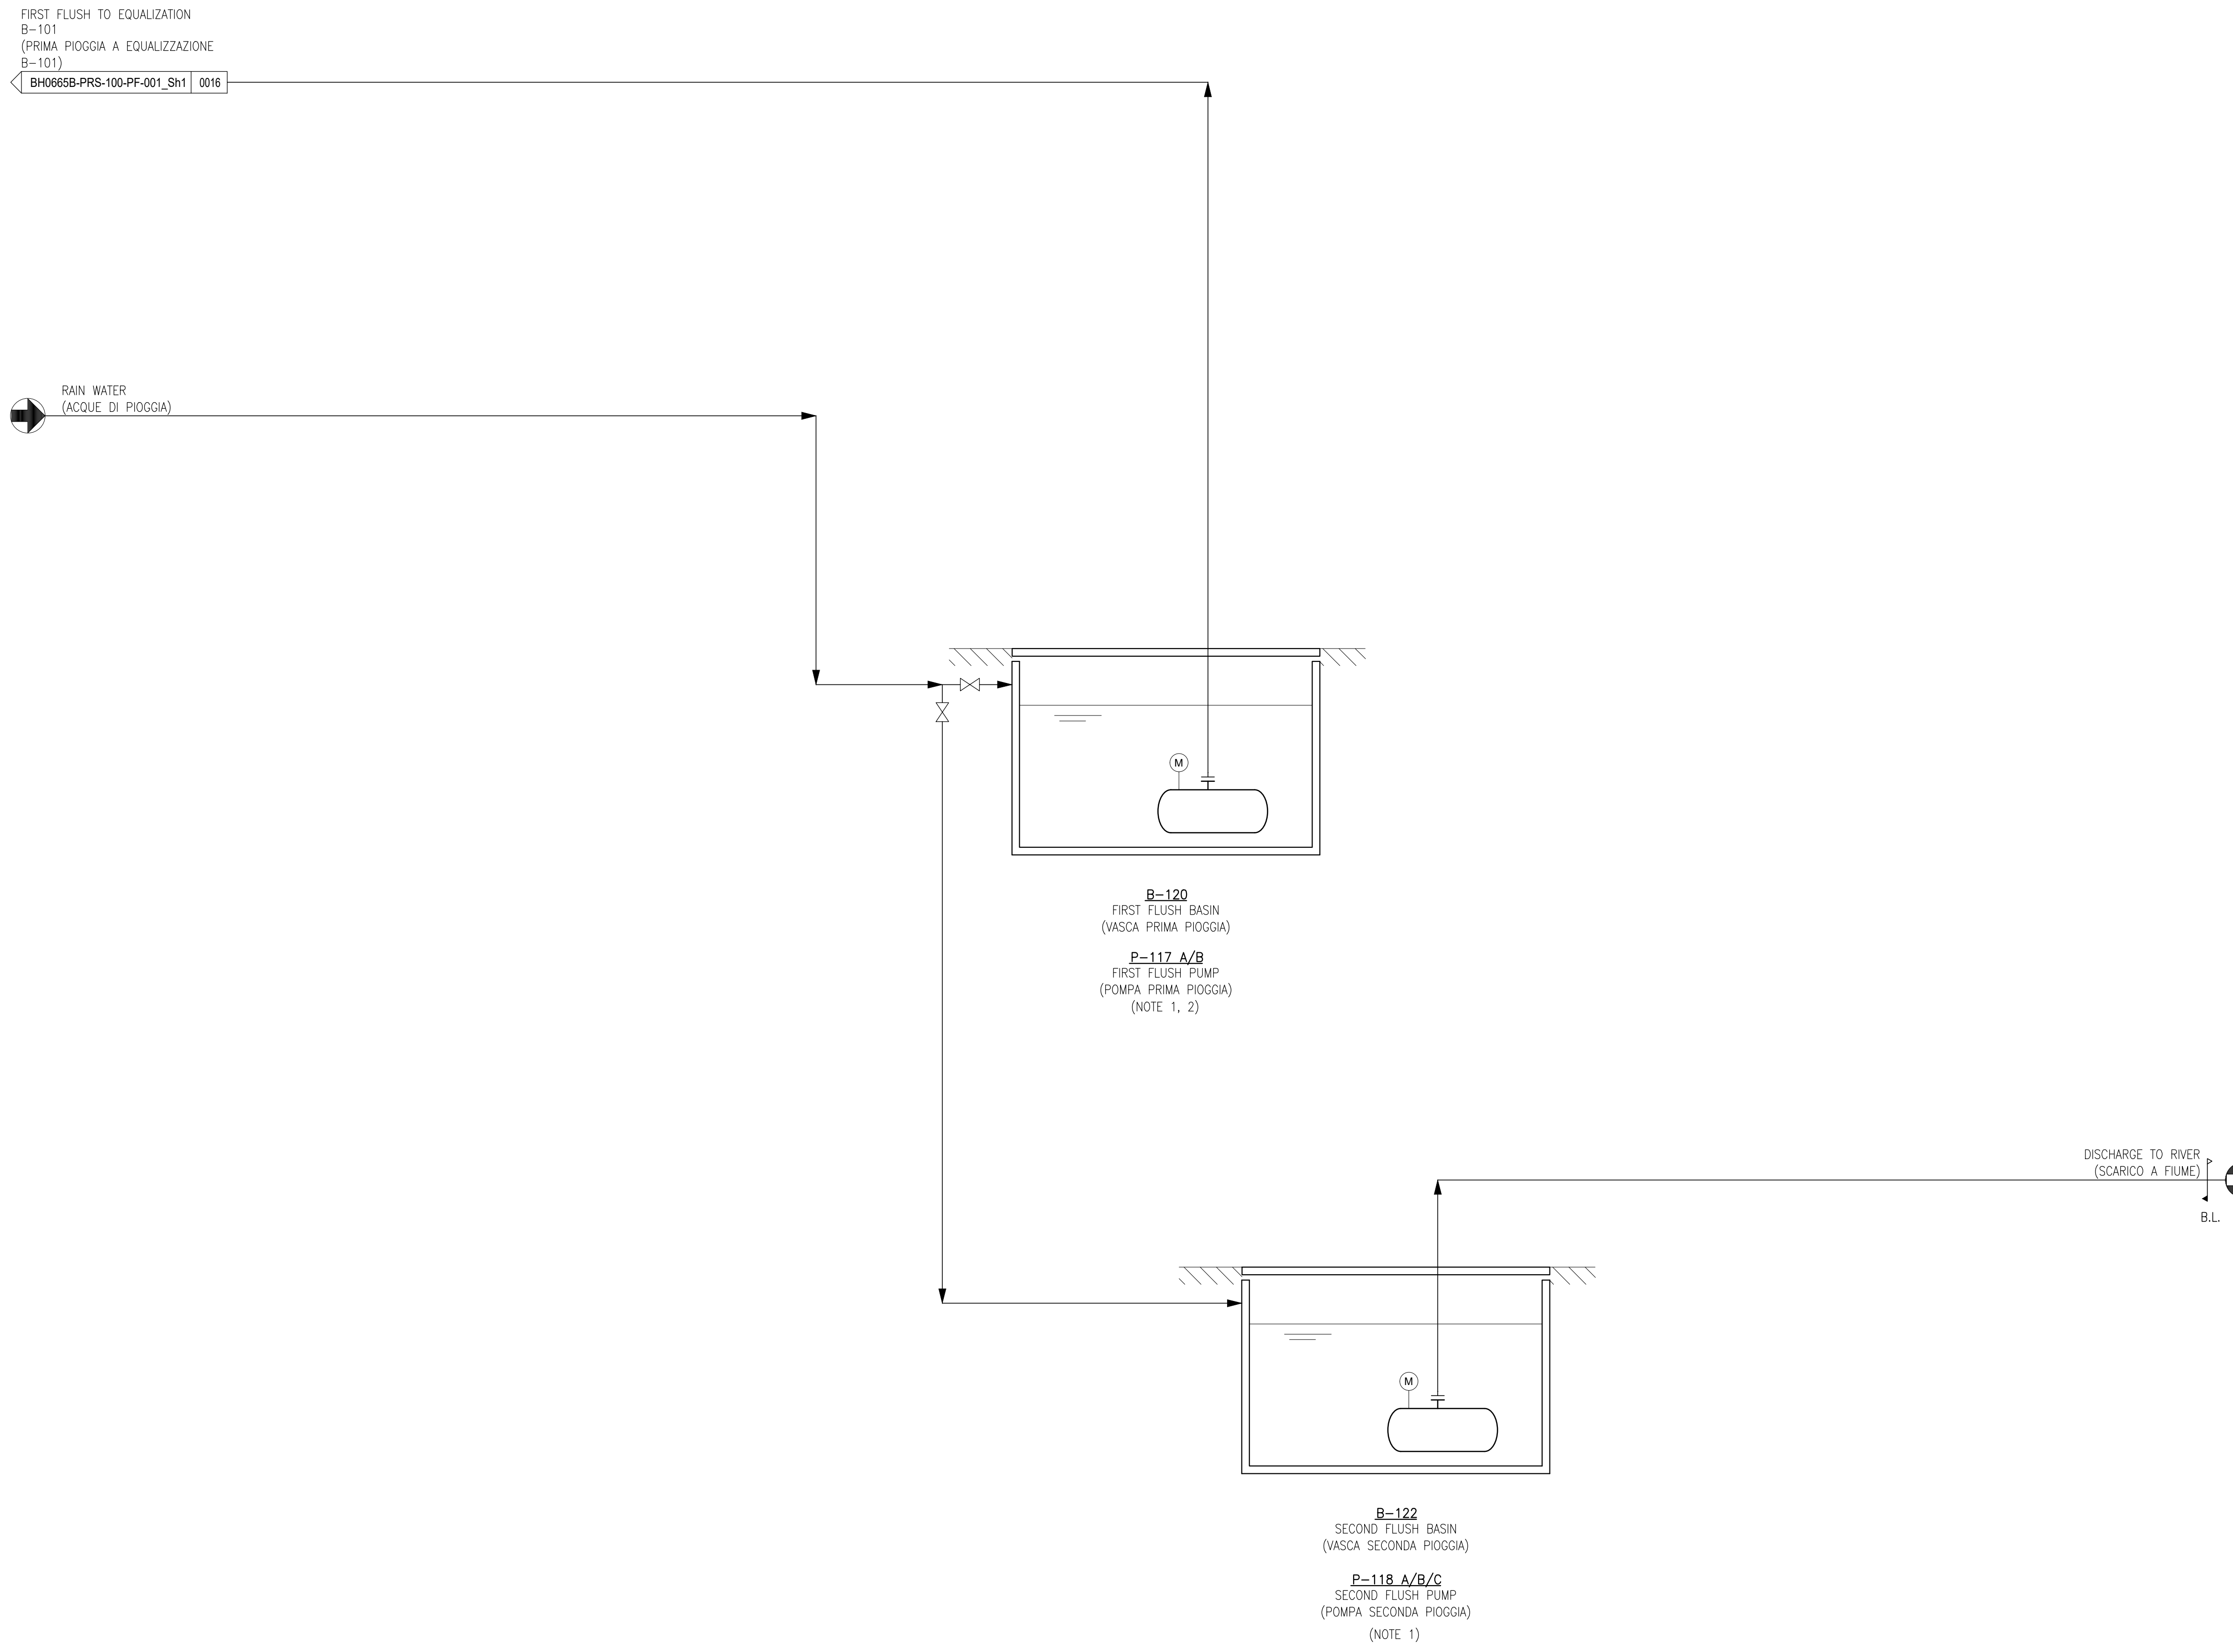 FIRST FLUSH TO EQUALIZATION
B-101
(PRIMA PIOGGIA A EQUALIZZAZIONE
B-101)
BH0665B-PRS-100-PF-001_Sh1 0016
RAIN WATER
(ACQUE DI PIOGGIA)
M
B-120
FIRST FLUSH BASIN
(VASCA PRIMA PIOGGIA)
P-117 A/B
FIRST FLUSH PUMP
(POMPA PRIMA PIOGGIA)
(NOTE 1, 2)
DISCHARGE TO RIVER
(SCARICO A FIUME)
B.L.
M
B-122
SECOND FLUSH BASIN
(VASCA SECONDA PIOGGIA)
P-118 A/B/C
SECOND FLUSH PUMP
(POMPA SECONDA PIOGGIA)
(NOTE 1)